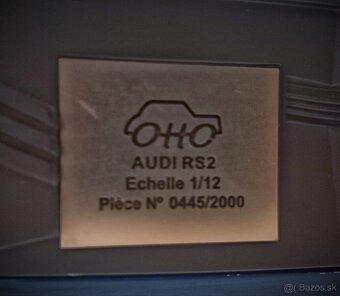 OttO
AUDI RS2
Echelle 1/12
Pièce N° 0445/2000
@( Bazos.sk